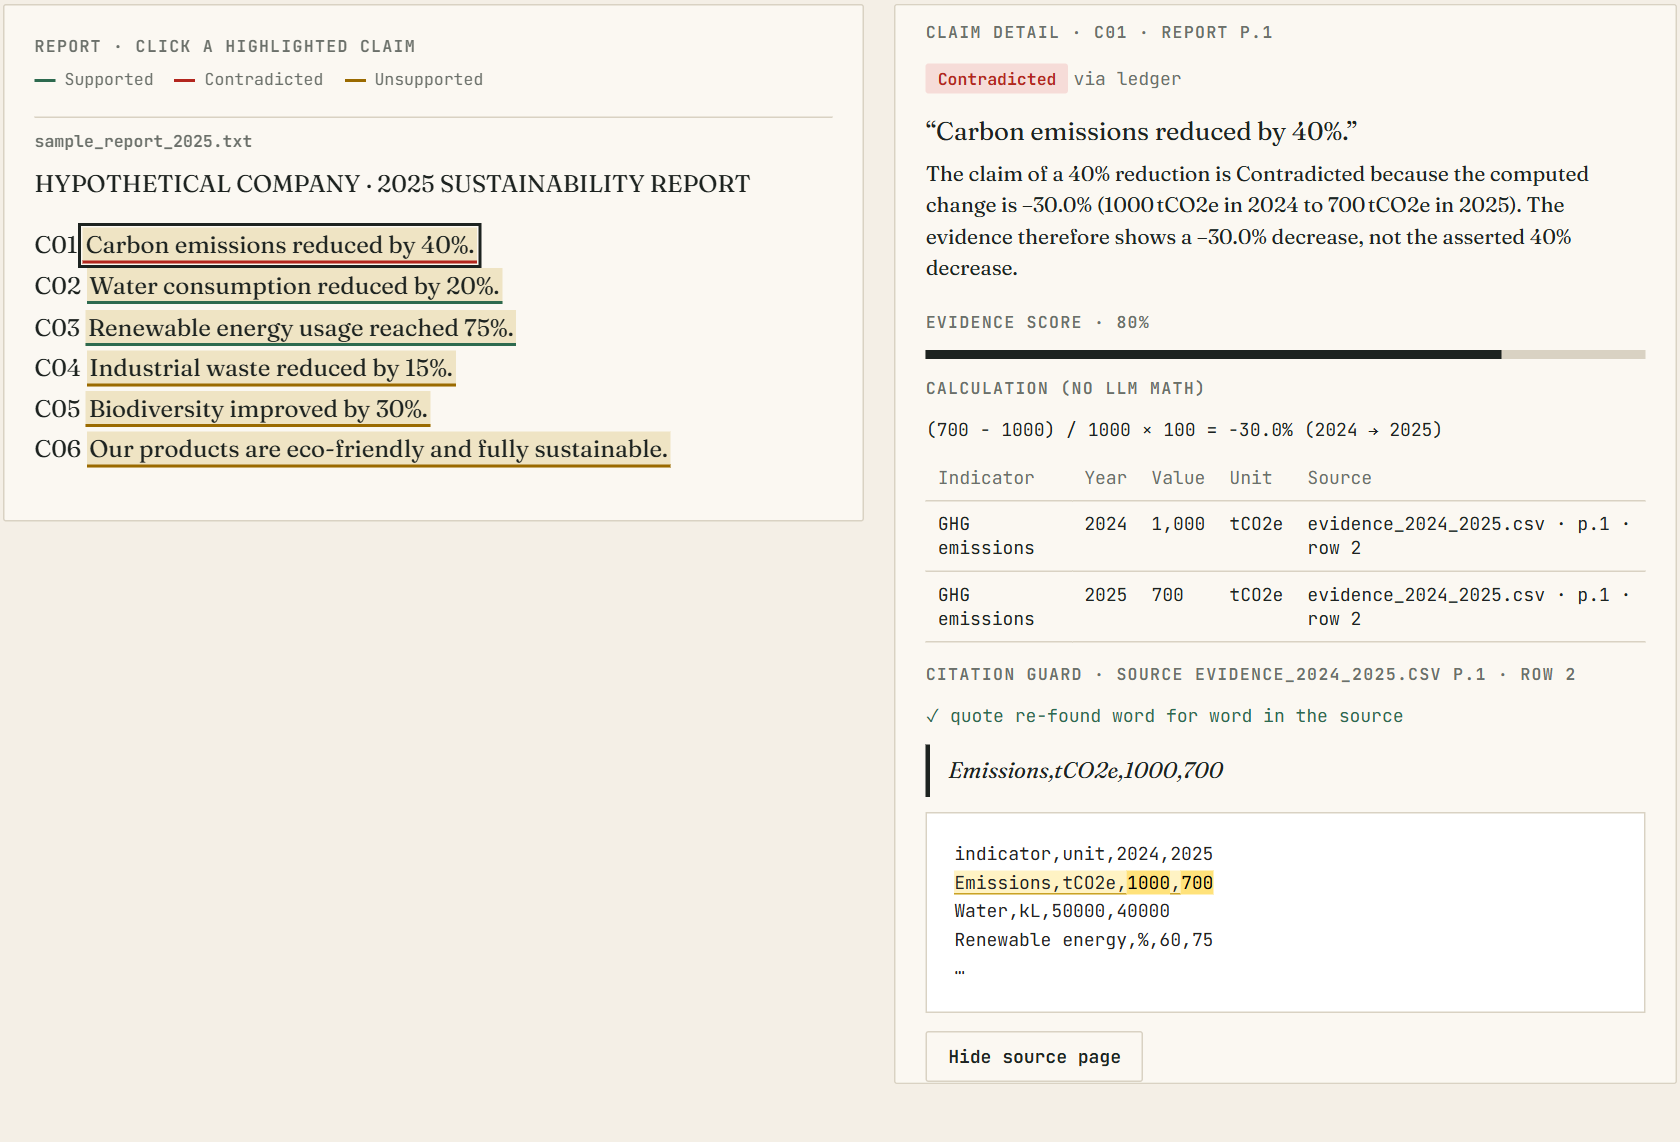 REPORT · CLICK A HIGHLIGHTED CLAIM
Supported Contradicted Unsupported
sample_report_2025.txt
HYPOTHETICAL COMPANY · 2025 SUSTAINABILITY REPORT
C01 Carbon emissions reduced by 40%.
C02 Water consumption reduced by 20%.
C03 Renewable energy usage reached 75%.
C04 Industrial waste reduced by 15%.
C05 Biodiversity improved by 30%.
C06 Our products are eco-friendly and fully sustainable.
CLAIM DETAIL · C01 · REPORT P.1
Contradicted via ledger
“Carbon emissions reduced by 40%.”
The claim of a 40% reduction is Contradicted because the computed
change is –30.0% (1000 tCO2e in 2024 to 700 tCO2e in 2025). The
evidence therefore shows a –30.0% decrease, not the asserted 40%
decrease.
EVIDENCE SCORE · 80%
CALCULATION (NO LLM MATH)
(700 - 1000) / 1000 × 100 = -30.0% (2024 → 2025)
Indicator Year Value Unit Source
GHG 2024 1,000 tCO2e evidence_2024_2025.csv · p.1 ·
emissions row 2
GHG 2025 700 tCO2e evidence_2024_2025.csv · p.1 ·
emissions row 2
CITATION GUARD · SOURCE EVIDENCE_2024_2025.CSV P.1 · ROW 2
✓ quote re-found word for word in the source
Emissions,tCO2e,1000,700
indicator,unit,2024,2025
Emissions,tCO2e,1000,700
Water,kL,50000,40000
Renewable energy,%,60,75
…
Hide source page